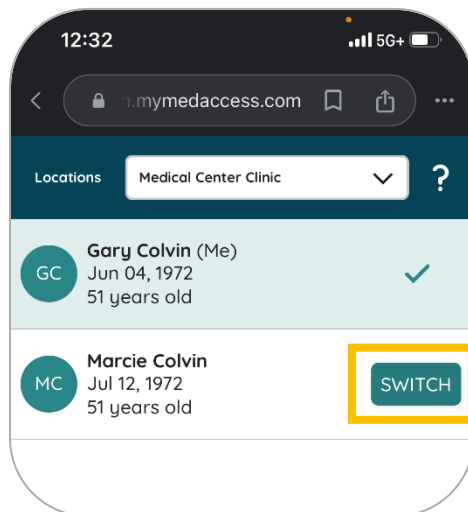 12:32
5G+
n.mymedaccess.com
Locations
Medical Center Clinic
?
GC
Gary Colvin (Me)
Jun 04, 1972
51 years old
MC
Marcie Colvin
Jul 12, 1972
51 years old
SWITCH